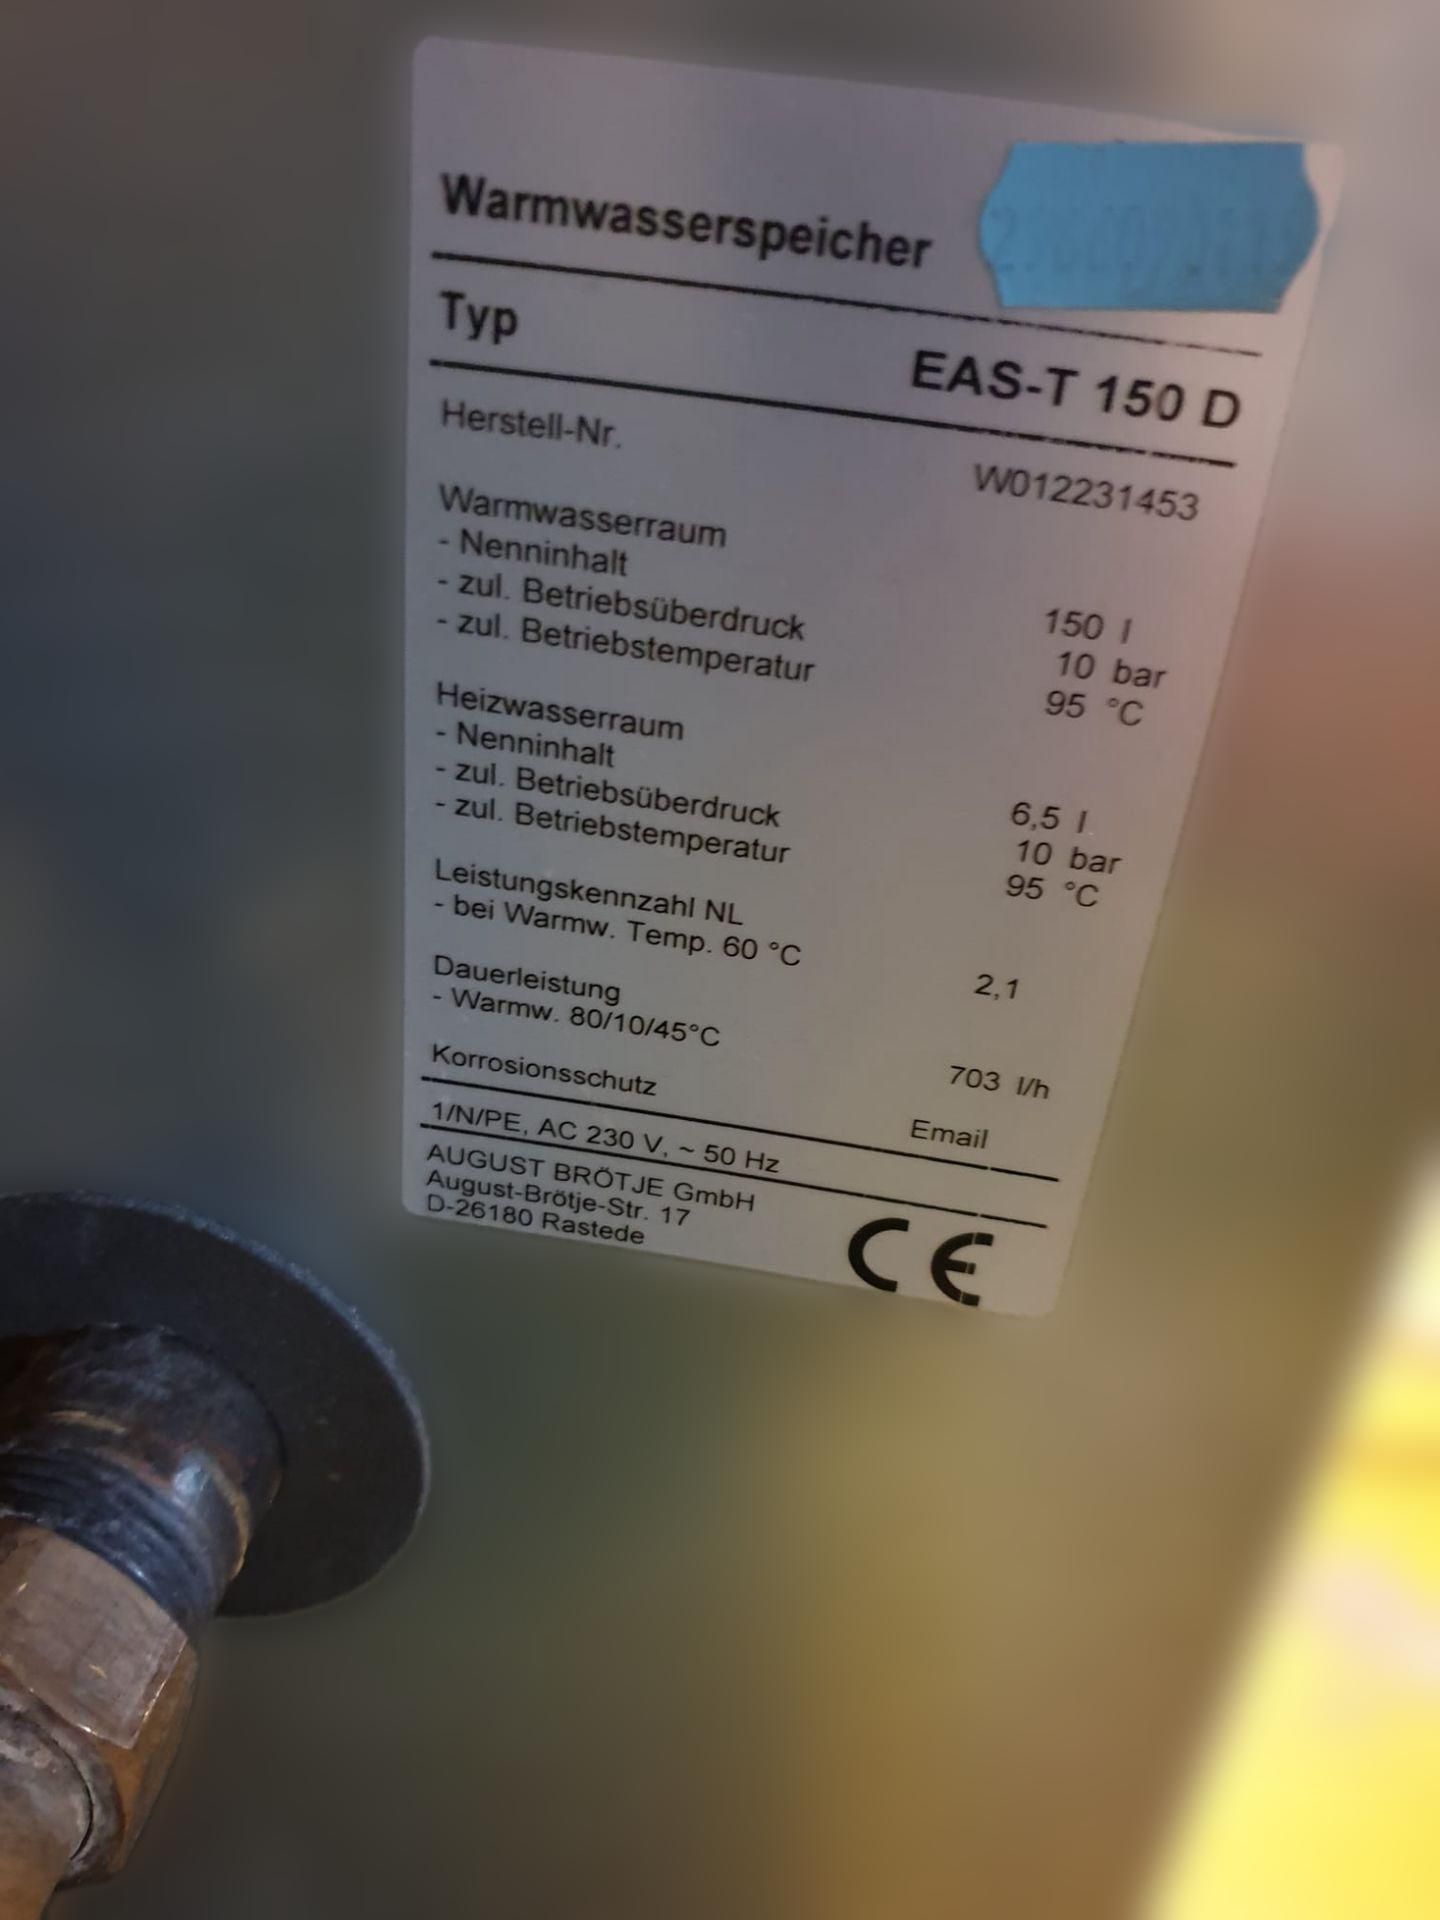 Warmwasserspeicher
Typ EAS-T 150 D
Herstell-Nr. W012231453
Warmwasserraum
- Nenninhalt 150 l
- zul. Betriebsüberdruck 10 bar
- zul. Betriebstemperatur 95 °C
Heizwasserraum
- Nenninhalt 6,5 l
- zul. Betriebsüberdruck 10 bar
- zul. Betriebstemperatur 95 °C
Leistungskennzahl NL
- bei Warmw. Temp. 60 °C 2,1
Dauerleistung
- Warmw. 80/10/45°C 703 l/h
Korrosionsschutz Email
1/N/PE, AC 230 V, ~ 50 Hz
AUGUST BRÖTJE GmbH
August-Brötje-Str. 17
D-26180 Rastede
CE